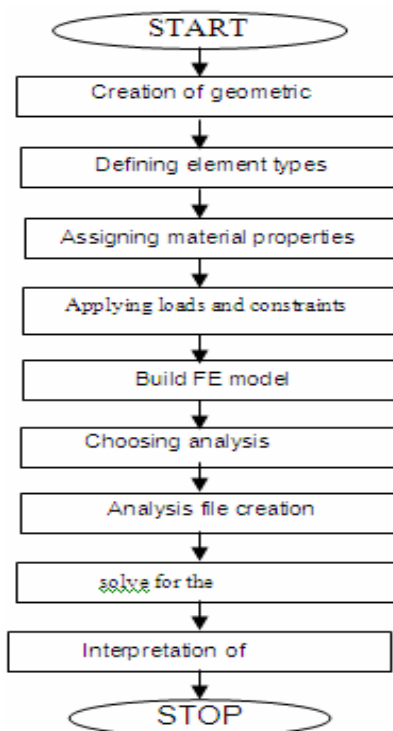 START
Creation of geometric
Defining element types
Assigning material properties
Applying loads and constraints
Build FE model
Choosing analysis
Analysis file creation
solve for the
Interpretation of
STOP